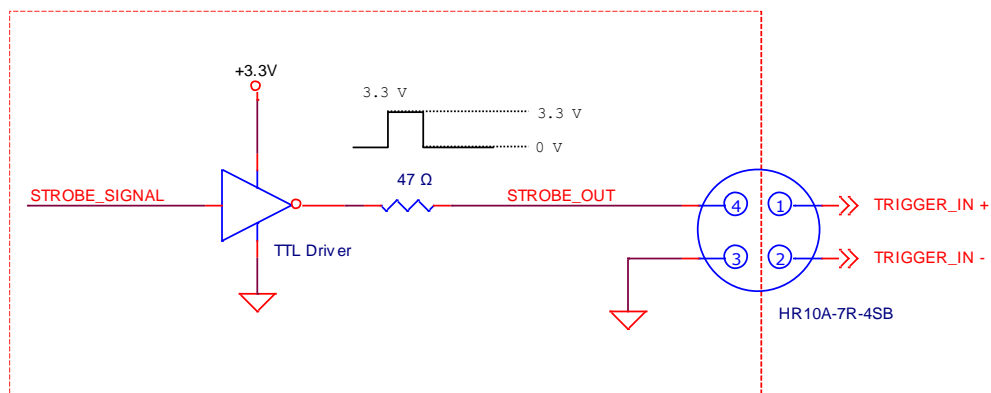 +3.3V
3.3 V
3.3 V
0 V
STROBE_SIGNAL
47 Ω
STROBE_OUT
TTL Driver
4
1
TRIGGER_IN +
3
2
TRIGGER_IN -
HR10A-7R-4SB